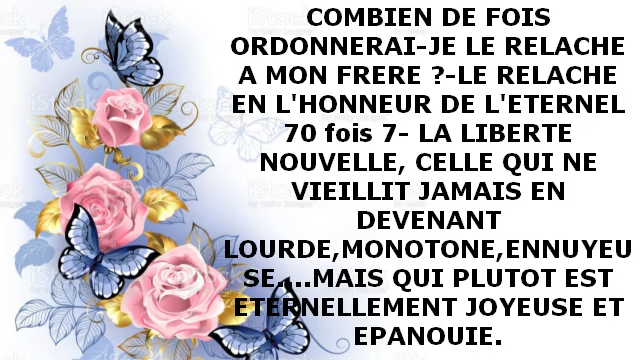 COMBIEN DE FOIS
ORDONNERAI-JE LE RELACHE
A MON FRERE ?-LE RELACHE
EN L'HONNEUR DE L'ETERNEL
70 fois 7- LA LIBERTE
NOUVELLE, CELLE QUI NE
VIEILLIT JAMAIS EN
DEVENANT
LOURDE,MONOTONE,ENNUYEU
SE....MAIS QUI PLUTOT EST
ETERNELLEMENT JOYEUSE ET
EPANOUIE.